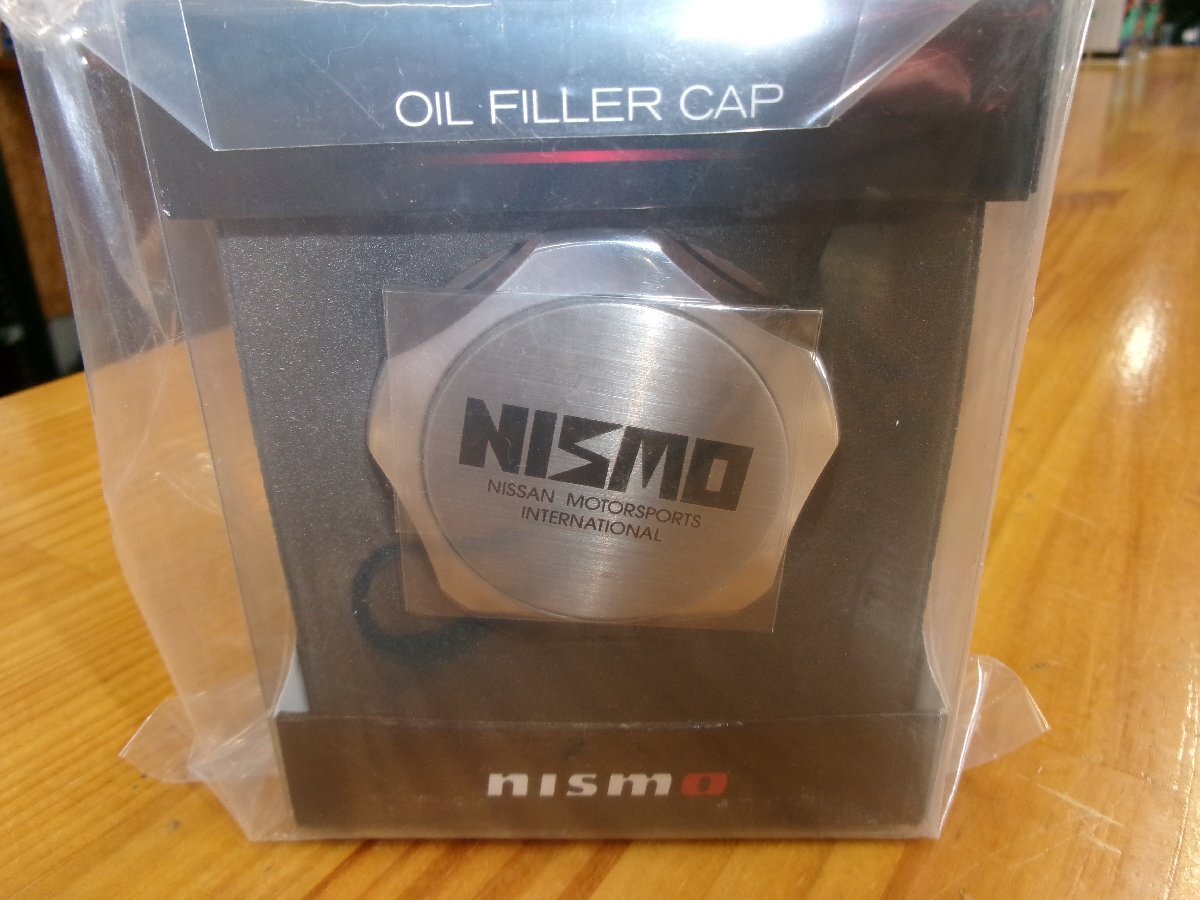 OIL FILLER CAP
NISMO
NISSAN MOTORSPORTS
INTERNATIONAL
nismo